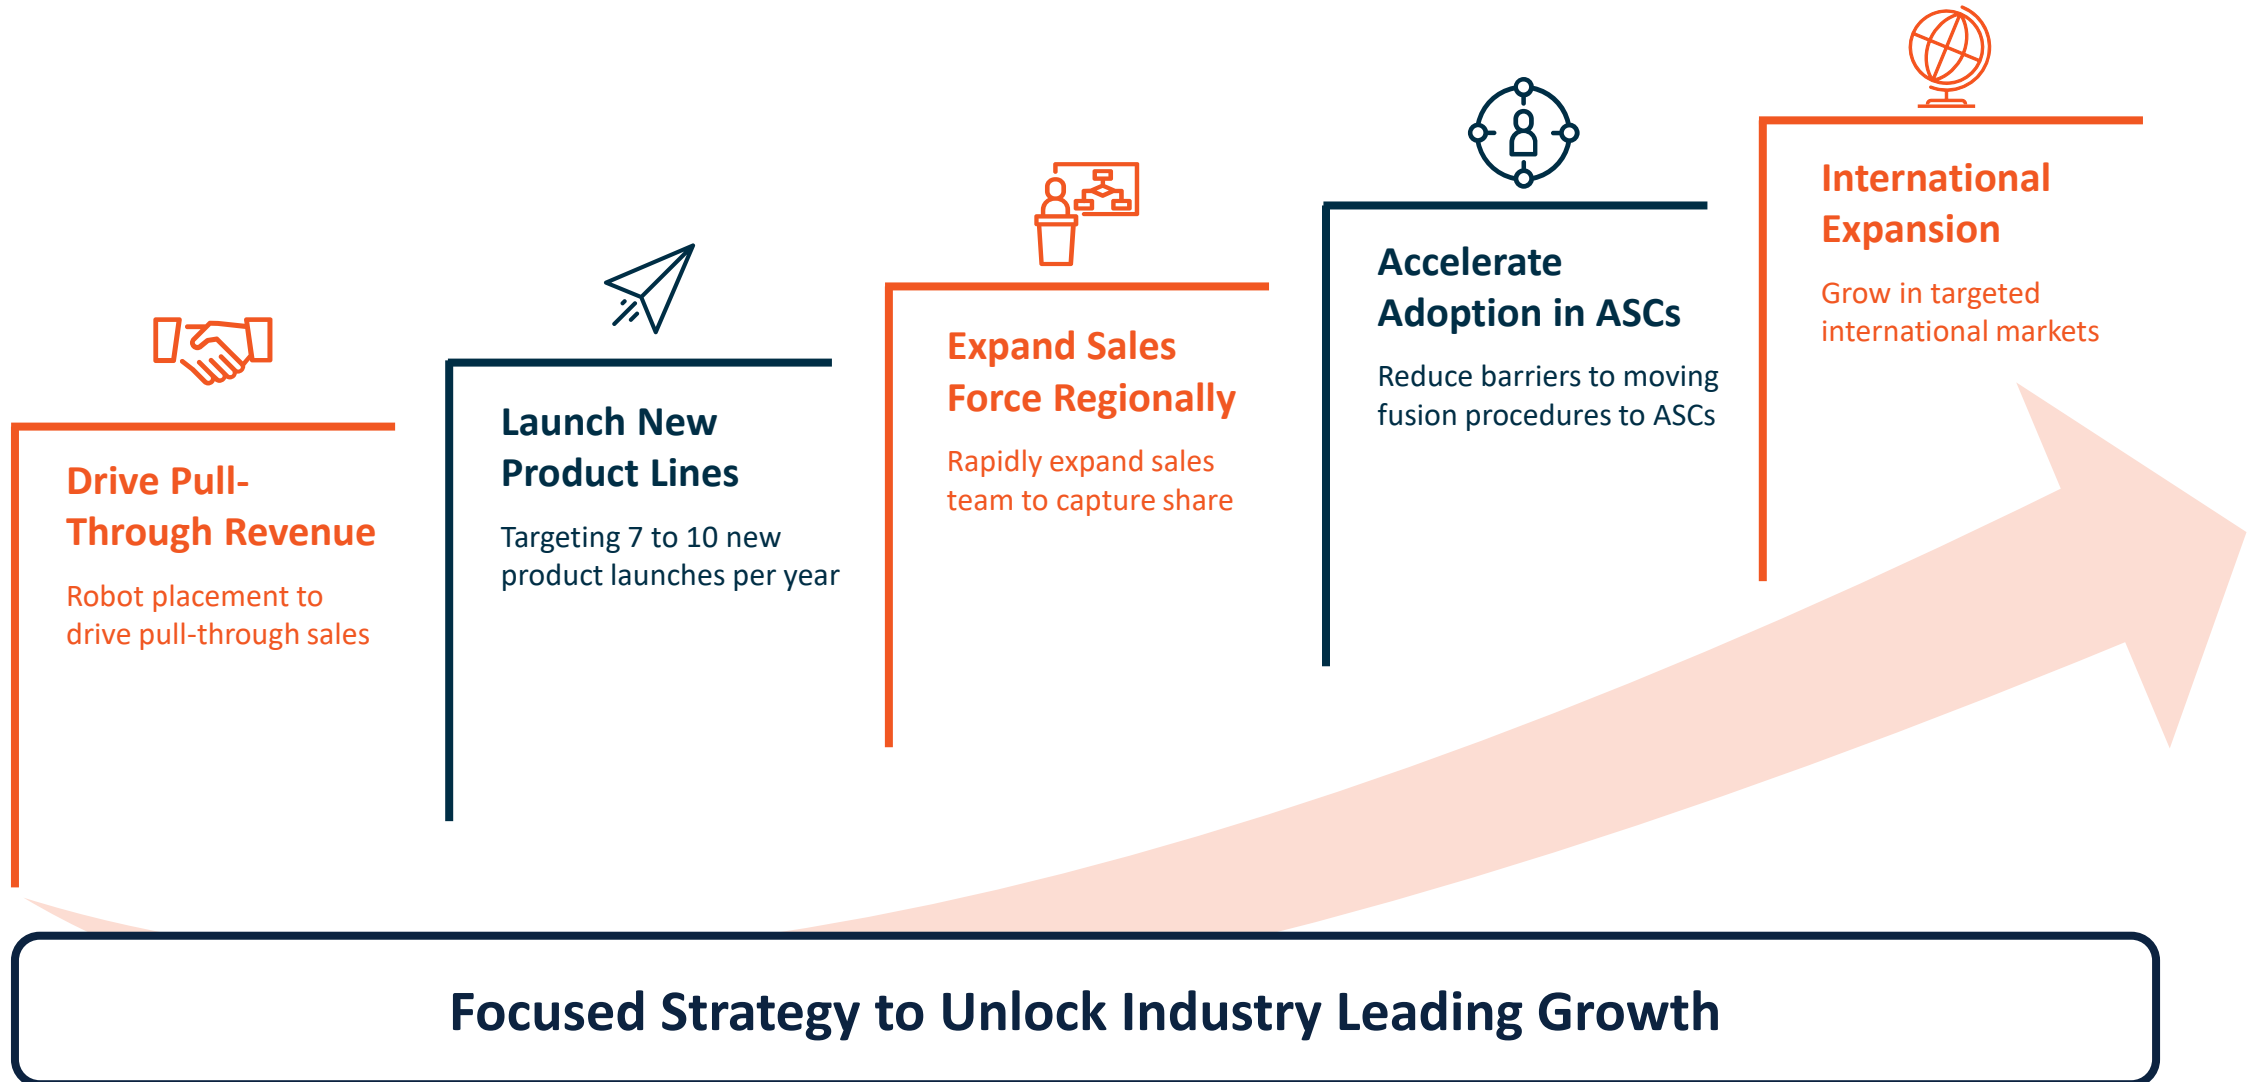 Drive Pull-
Through Revenue
Robot placement to
drive pull-through sales
Launch New
Product Lines
Targeting 7 to 10 new
product launches per year
Expand Sales
Force Regionally
Rapidly expand sales
team to capture share
Accelerate
Adoption in ASCs
Reduce barriers to moving
fusion procedures to ASCs
International
Expansion
Grow in targeted
international markets
Focused Strategy to Unlock Industry Leading Growth